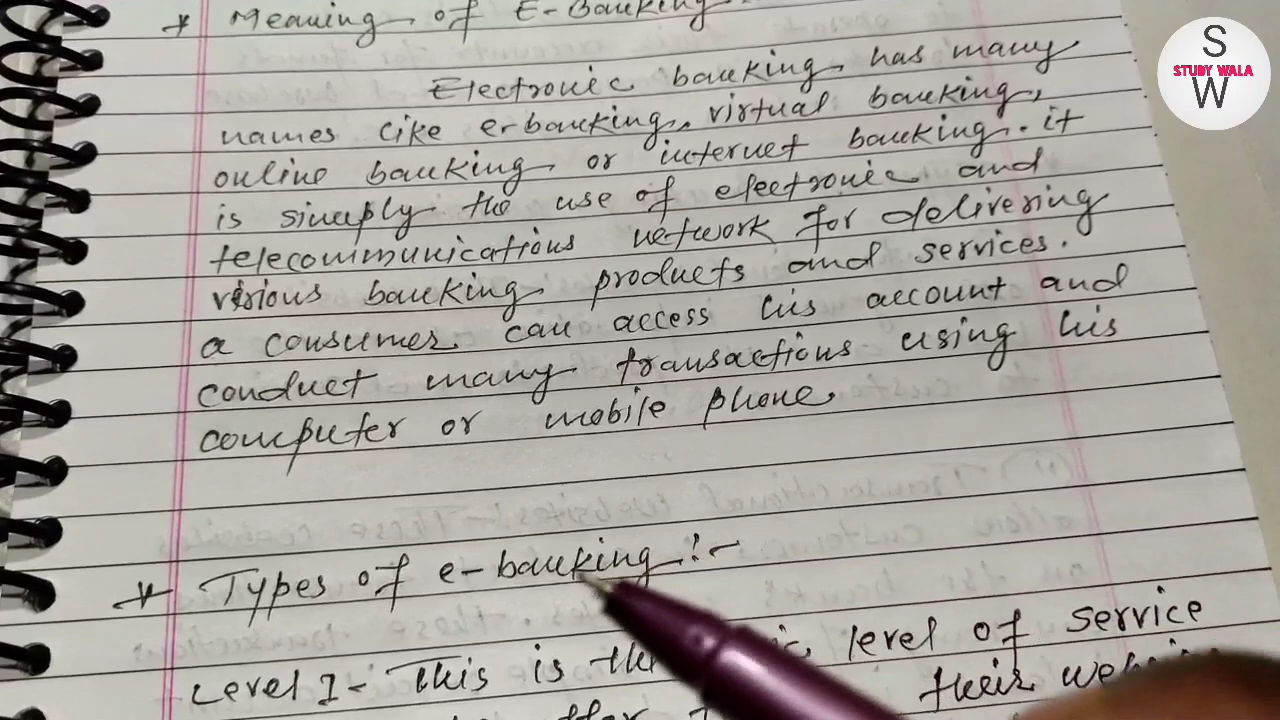 * Meaning of E-Banking
Electronic banking has many
names like e-banking, virtual banking,
online banking or internet banking. it
is simply the use of electronic and
telecommunications network for delivering
various banking products and services.
a consumer can access his account and
conduct many transactions using his
computer or mobile phone.
* Types of e-banking :-
Level 1 - This is the level of service
their
S
STUDY WALA
W